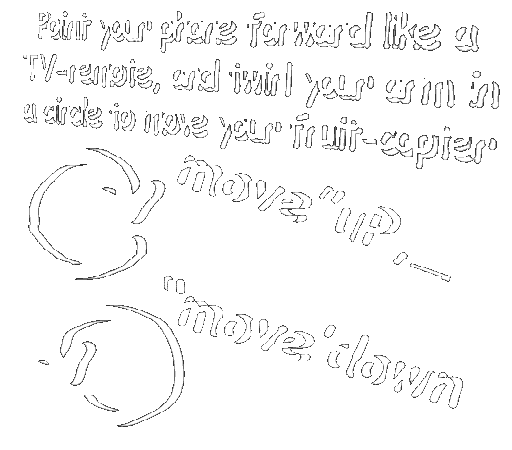 Point your phone forward like a
TV-remote, and twirl your arm in
a circle to move your fruit-copter
move "UP,—
"move "down